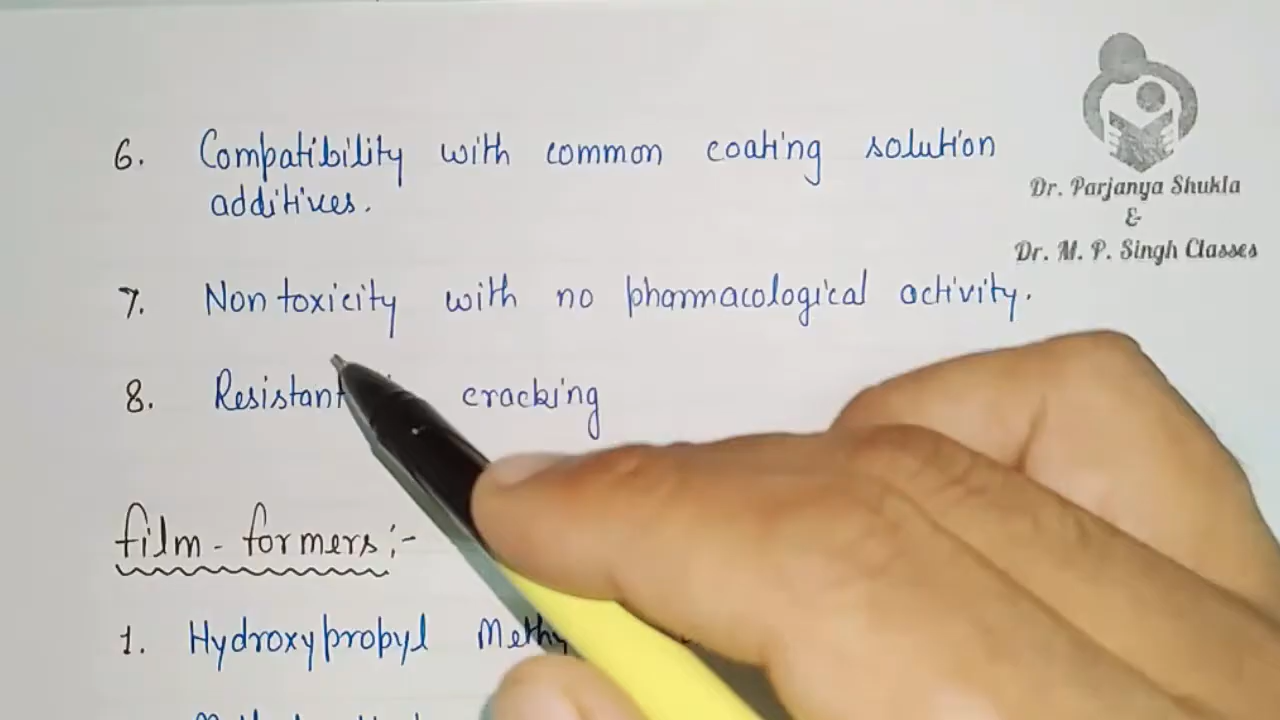 6. Compatibility with common coating solution
additives.
Dr. Parjanya Shukla
&
Dr. M. P. Singh Classes
7. Non toxicity with no pharmacological activity.
8. Resistant cracking
film-formers:-
1. Hydroxypropyl